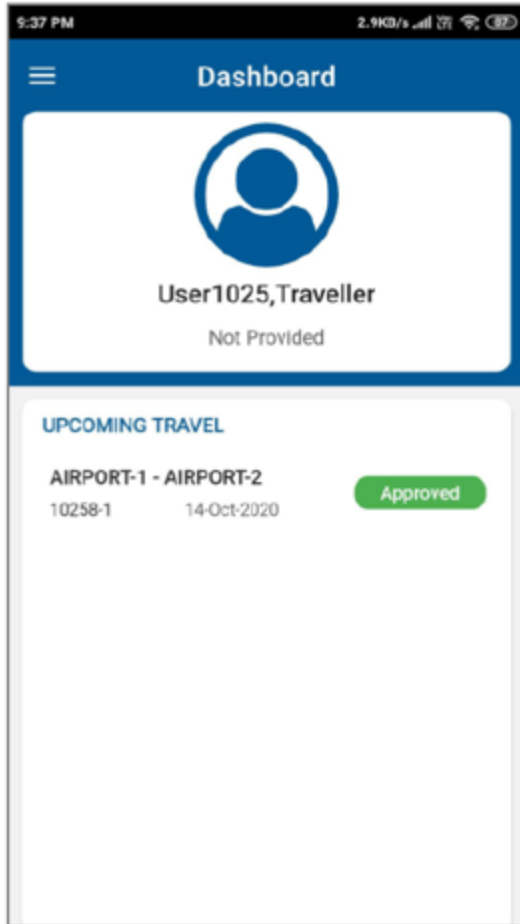 9:37 PM 2.9KB/s 87
Dashboard
User1025,Traveller
Not Provided
UPCOMING TRAVEL
AIRPORT-1 - AIRPORT-2
Approved
10258-1 14-Oct-2020